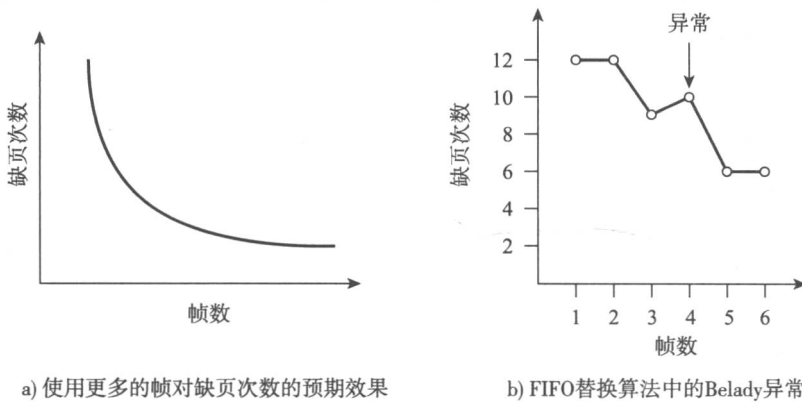 缺页次数
帧数
a) 使用更多的帧对缺页次数的预期效果
异常
缺页次数
12
10
8
6
4
2
1 2 3 4 5 6
帧数
b) FIFO替换算法中的Belady异常